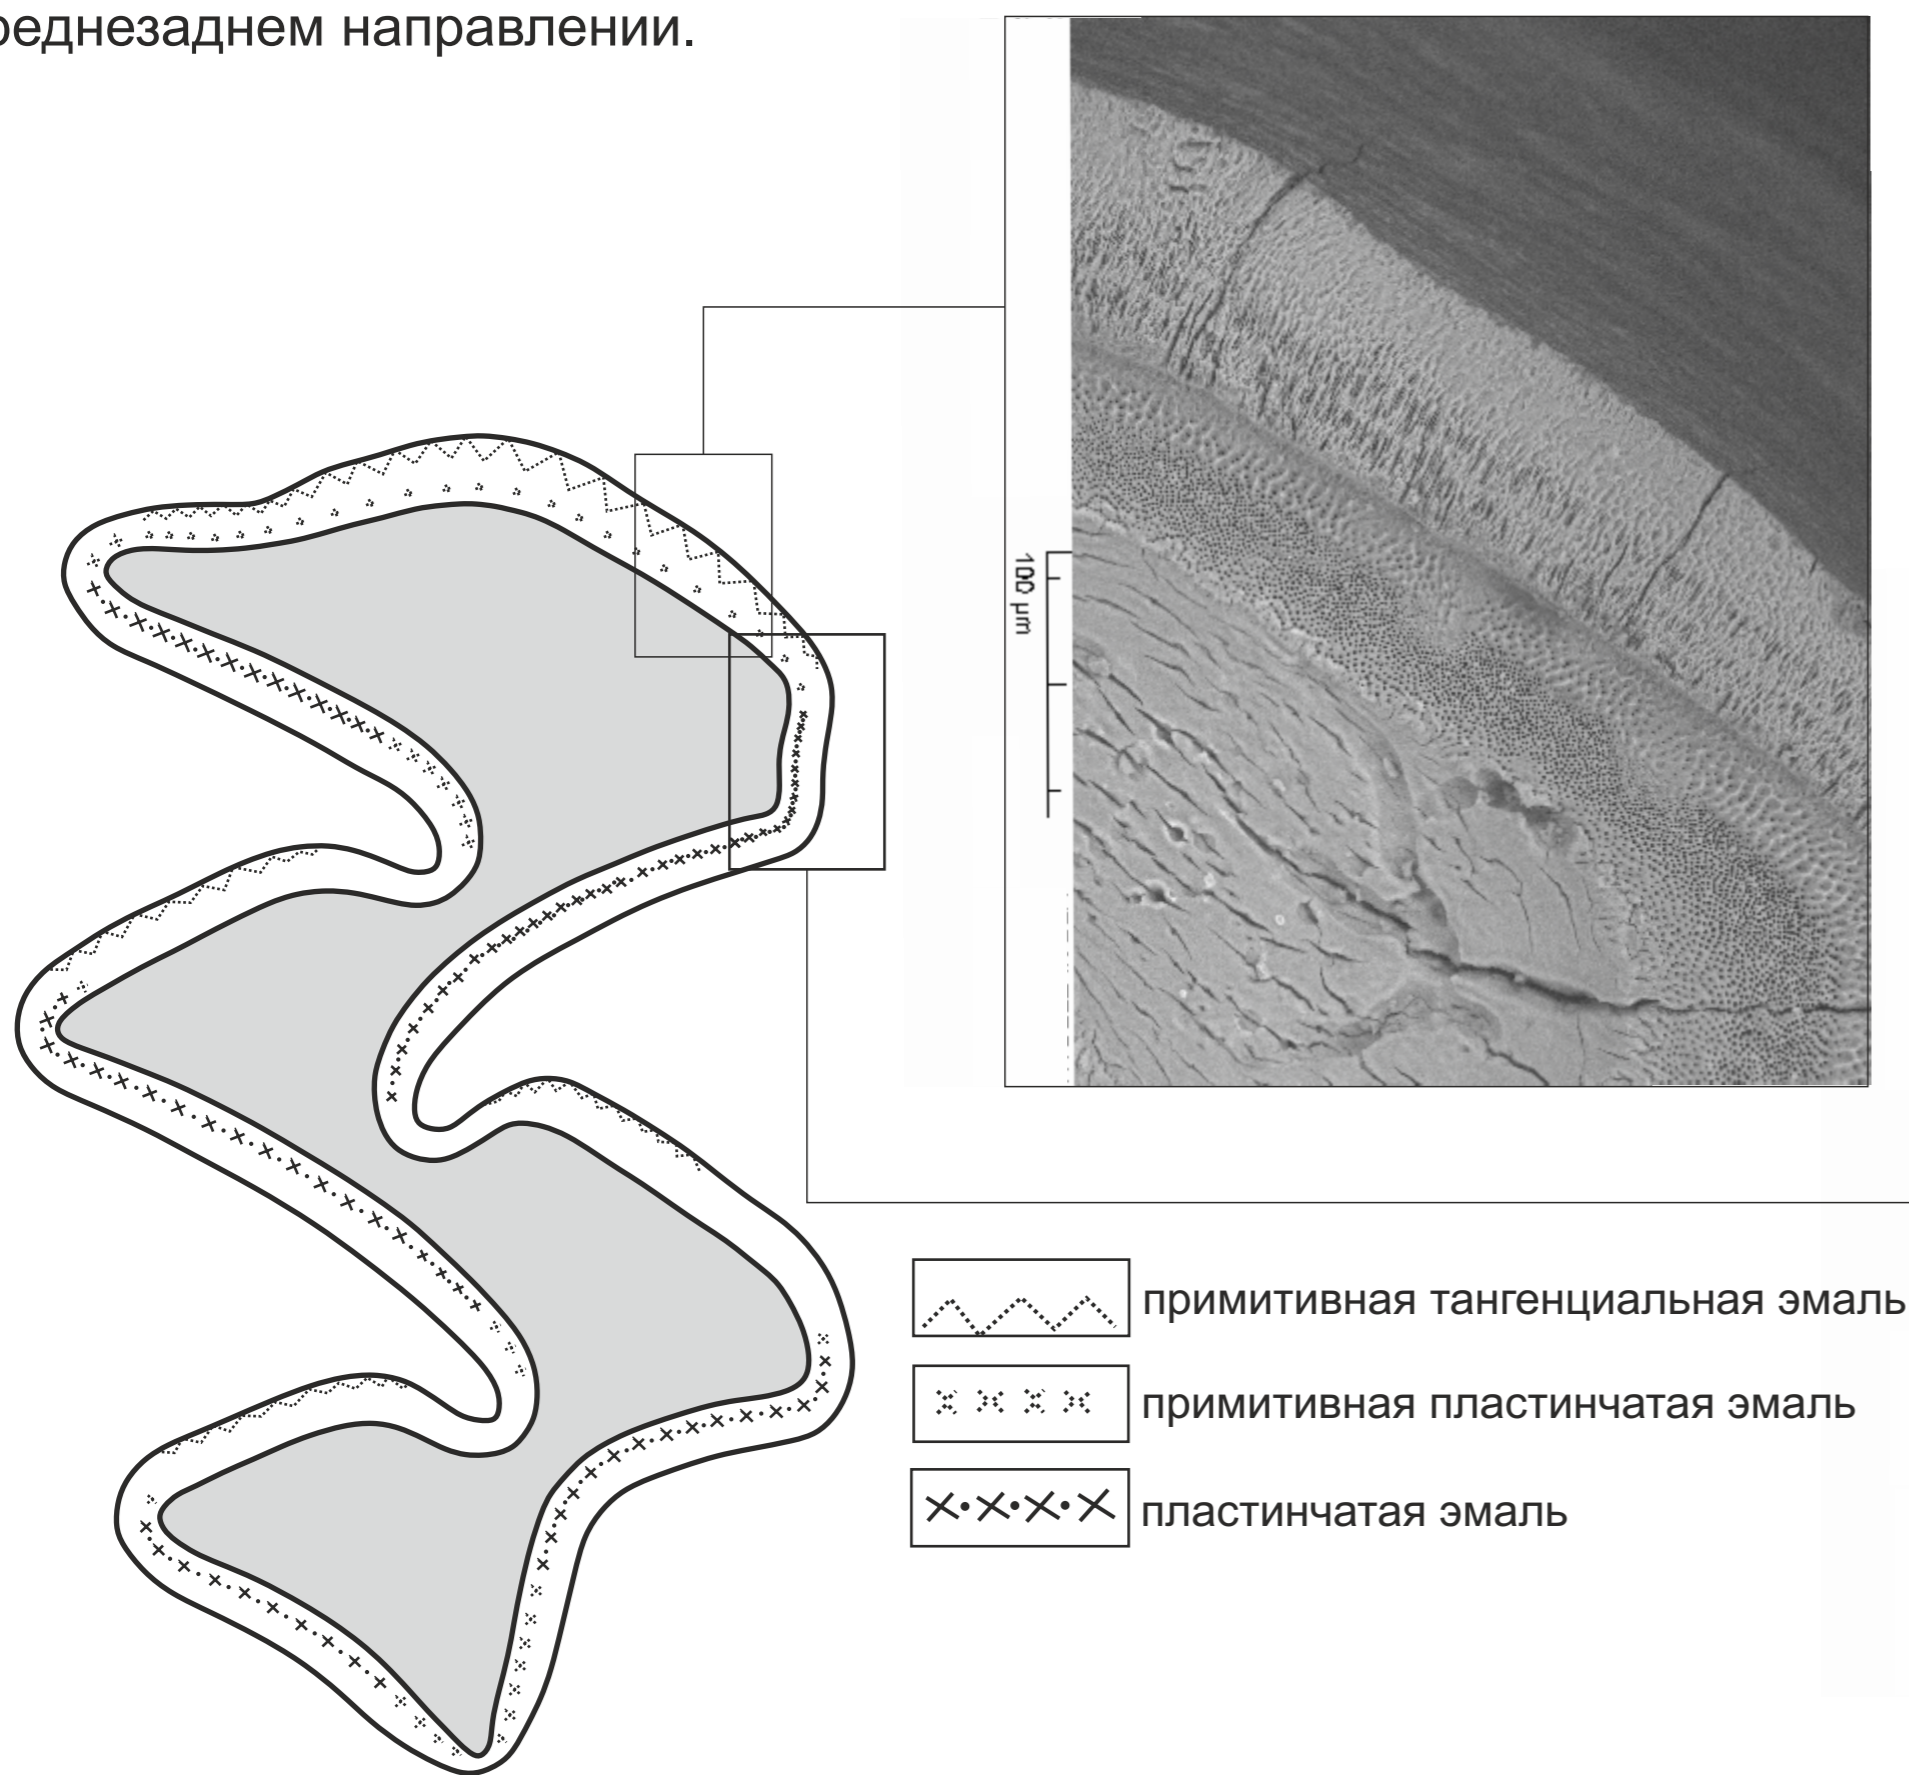 реднезаднем направлении.
100 µm
примитивная тангенциальная эмаль
примитивная пластинчатая эмаль
пластинчатая эмаль